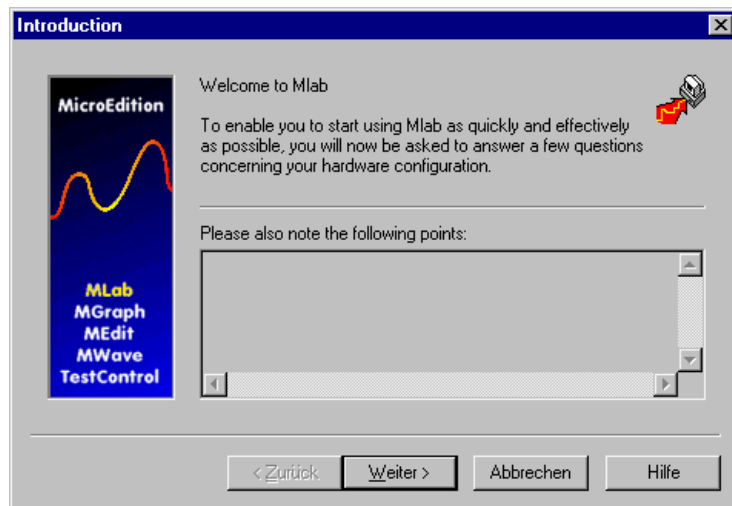 Introduction
MicroEdition
MLab
MGraph
MEdit
MWave
TestControl
Welcome to Mlab
To enable you to start using Mlab as quickly and effectively
as possible, you will now be asked to answer a few questions
concerning your hardware configuration.
Please also note the following points:
< Zurück
Weiter >
Abbrechen
Hilfe